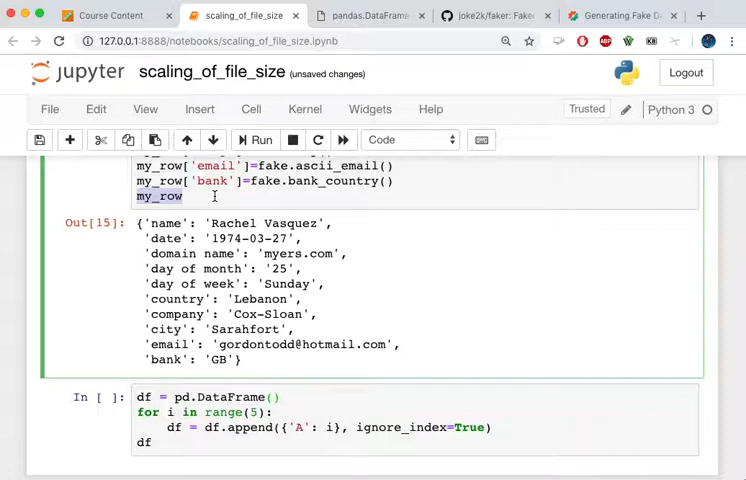 Course Content
scaling_of_file_size
pandas.DataFrame
joke2k/faker: Faker
Generating Fake Da
127.0.0.1:8888/notebooks/scaling_of_file_size.ipynb
jupyter scaling_of_file_size (unsaved changes)
Logout
File Edit View Insert Cell Kernel Widgets Help
Trusted Python 3
Run Code
my_row['email']=fake.ascii_email()
my_row['bank']=fake.bank_country()
my_row
Out[15]: {'name': 'Rachel Vasquez',
'date': '1974-03-27',
'domain name': 'myers.com',
'day of month': '25',
'day of week': 'Sunday',
'country': 'Lebanon',
'company': 'Cox-Sloan',
'city': 'Sarahfort',
'email': 'gordontodd@hotmail.com',
'bank': 'GB'}
In [ ]: df = pd.DataFrame()
for i in range(5):
df = df.append({'A': i}, ignore_index=True)
df